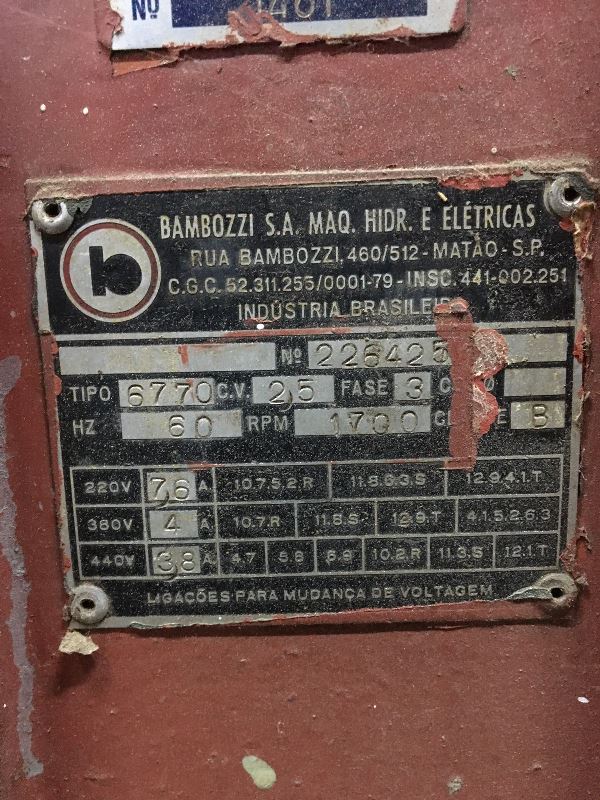 Nº
BAMBOZZI S.A. MAQ. HIDR. E ELÉTRICAS
RUA BAMBOZZI, 460/512 - MATÃO - S.P.
C.G.C. 52.311.255/0001-79 - INSC. 441-002.251
INDÚSTRIA BRASILEIRA
Nº 226425
TIPO 6770 C.V. 2,5 FASE 3
HZ 60 RPM 1700 B
220V 7,6 A 10.7.5.2.R 11.8.6.3.S 12.9.4.1.T
380V 4 A 10.7.R 11.8.S 12.9.T 4.1.5.2.6.3
440V 3,8 A 4.7 5.8 6.9 10.2.R 11.3.S 12.1.T
LIGAÇÕES PARA MUDANÇA DE VOLTAGEM